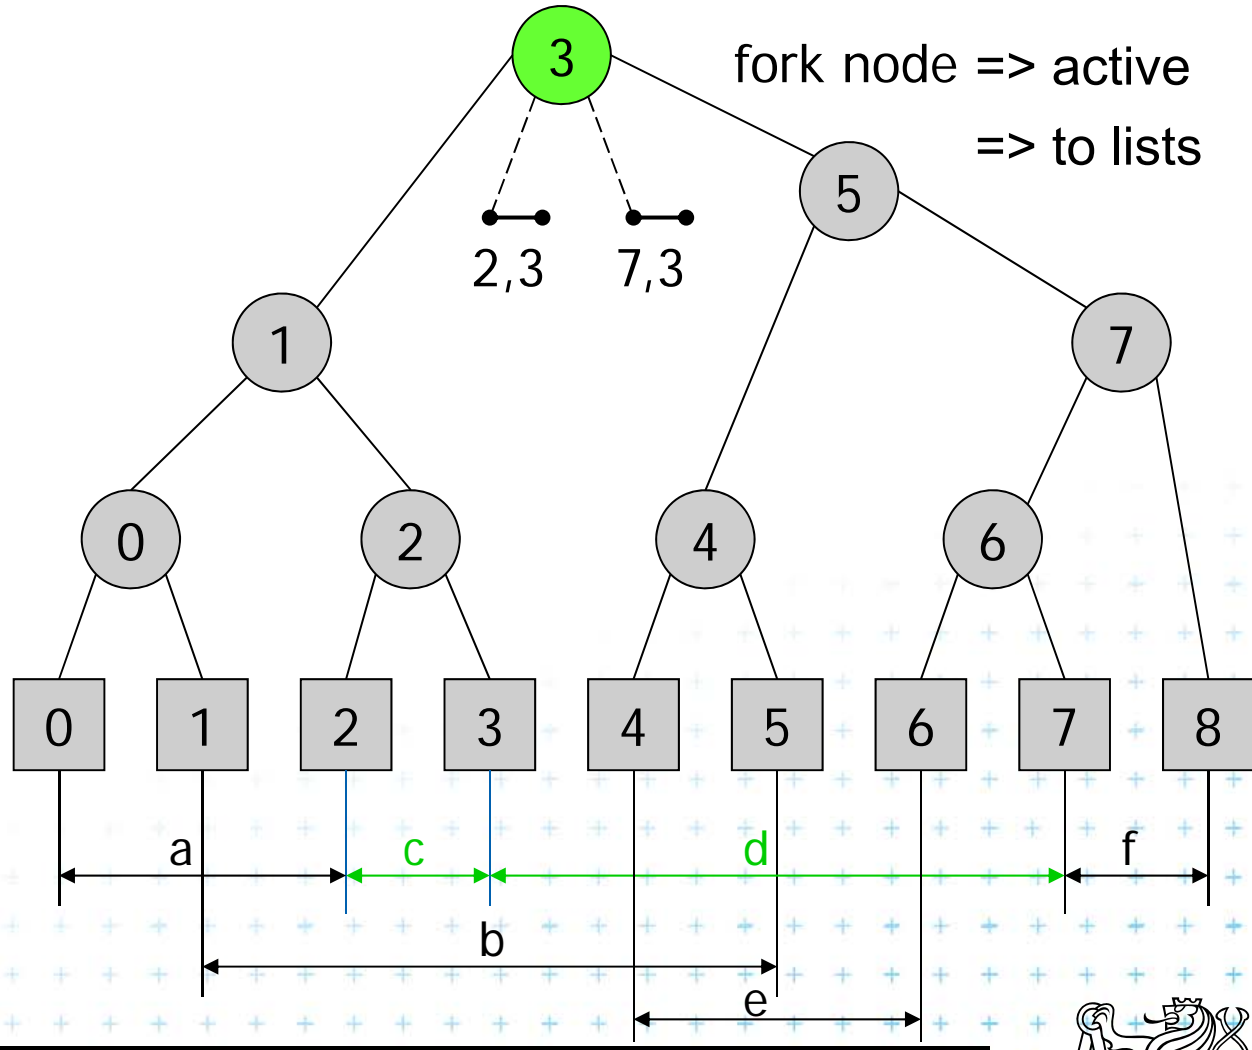 3
fork node => active
=> to lists
5
2,3 7,3
1
7
0 2 4 6
0 1 2 3 4 5 6 7 8
a c d f
b
e